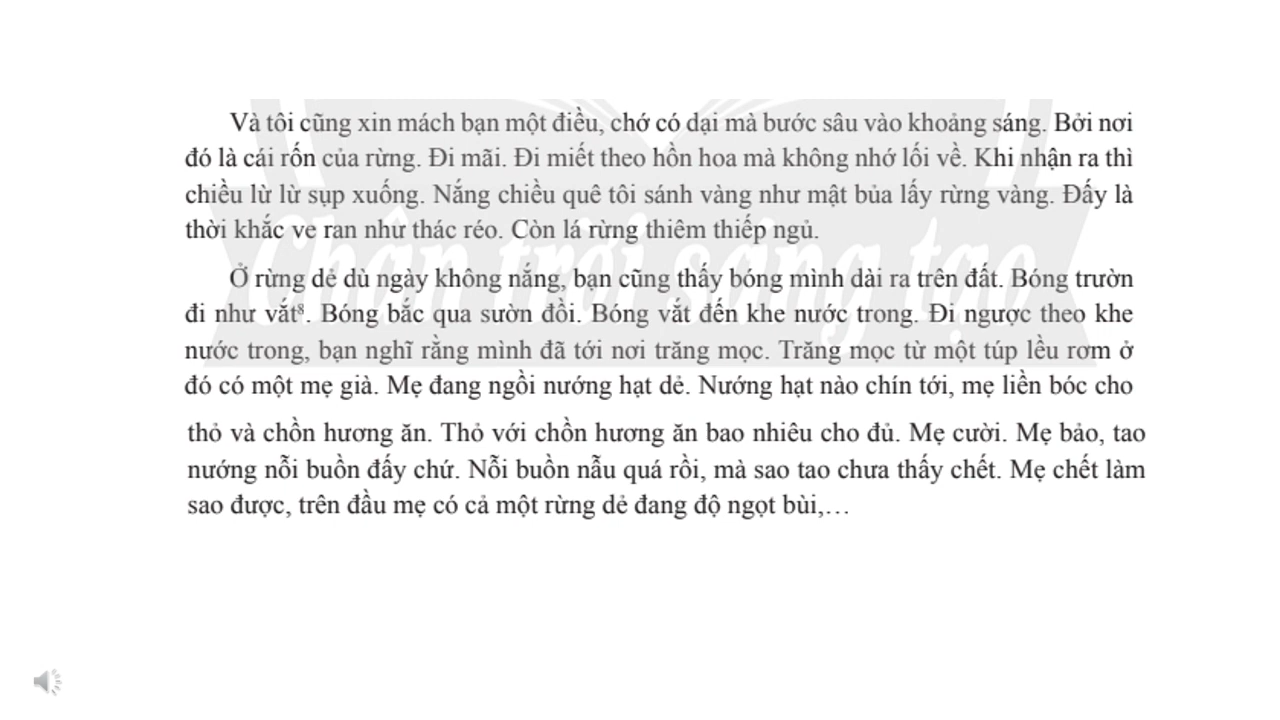 Và tôi cũng xin mách bạn một điều, chớ có dại mà bước sâu vào khoảng sáng. Bởi nơi
đó là cái rốn của rừng. Đi mãi. Đi miết theo hồn hoa mà không nhớ lối về. Khi nhận ra thì
chiều lừ lừ sụp xuống. Nắng chiều quê tôi sánh vàng như mật bủa lấy rừng vàng. Đấy là
thời khắc ve ran như thác réo. Còn lá rừng thiêm thiếp ngủ.
Ở rừng dẻ dù ngày không nắng, bạn cũng thấy bóng mình dài ra trên đất. Bóng trườn
đi như vắt⁸. Bóng bắc qua sườn đồi. Bóng vắt đến khe nước trong. Đi ngược theo khe
nước trong, bạn nghĩ rằng mình đã tới nơi trăng mọc. Trăng mọc từ một túp lều rơm ở
đó có một mẹ già. Mẹ đang ngồi nướng hạt dẻ. Nướng hạt nào chín tới, mẹ liền bóc cho
thỏ và chồn hương ăn. Thỏ với chồn hương ăn bao nhiêu cho đủ. Mẹ cười. Mẹ bảo, tao
nướng nỗi buồn đấy chứ. Nỗi buồn nẫu quá rồi, mà sao tao chưa thấy chết. Mẹ chết làm
sao được, trên đầu mẹ có cả một rừng dẻ đang độ ngọt bùi,…
Chân trời sáng tạo